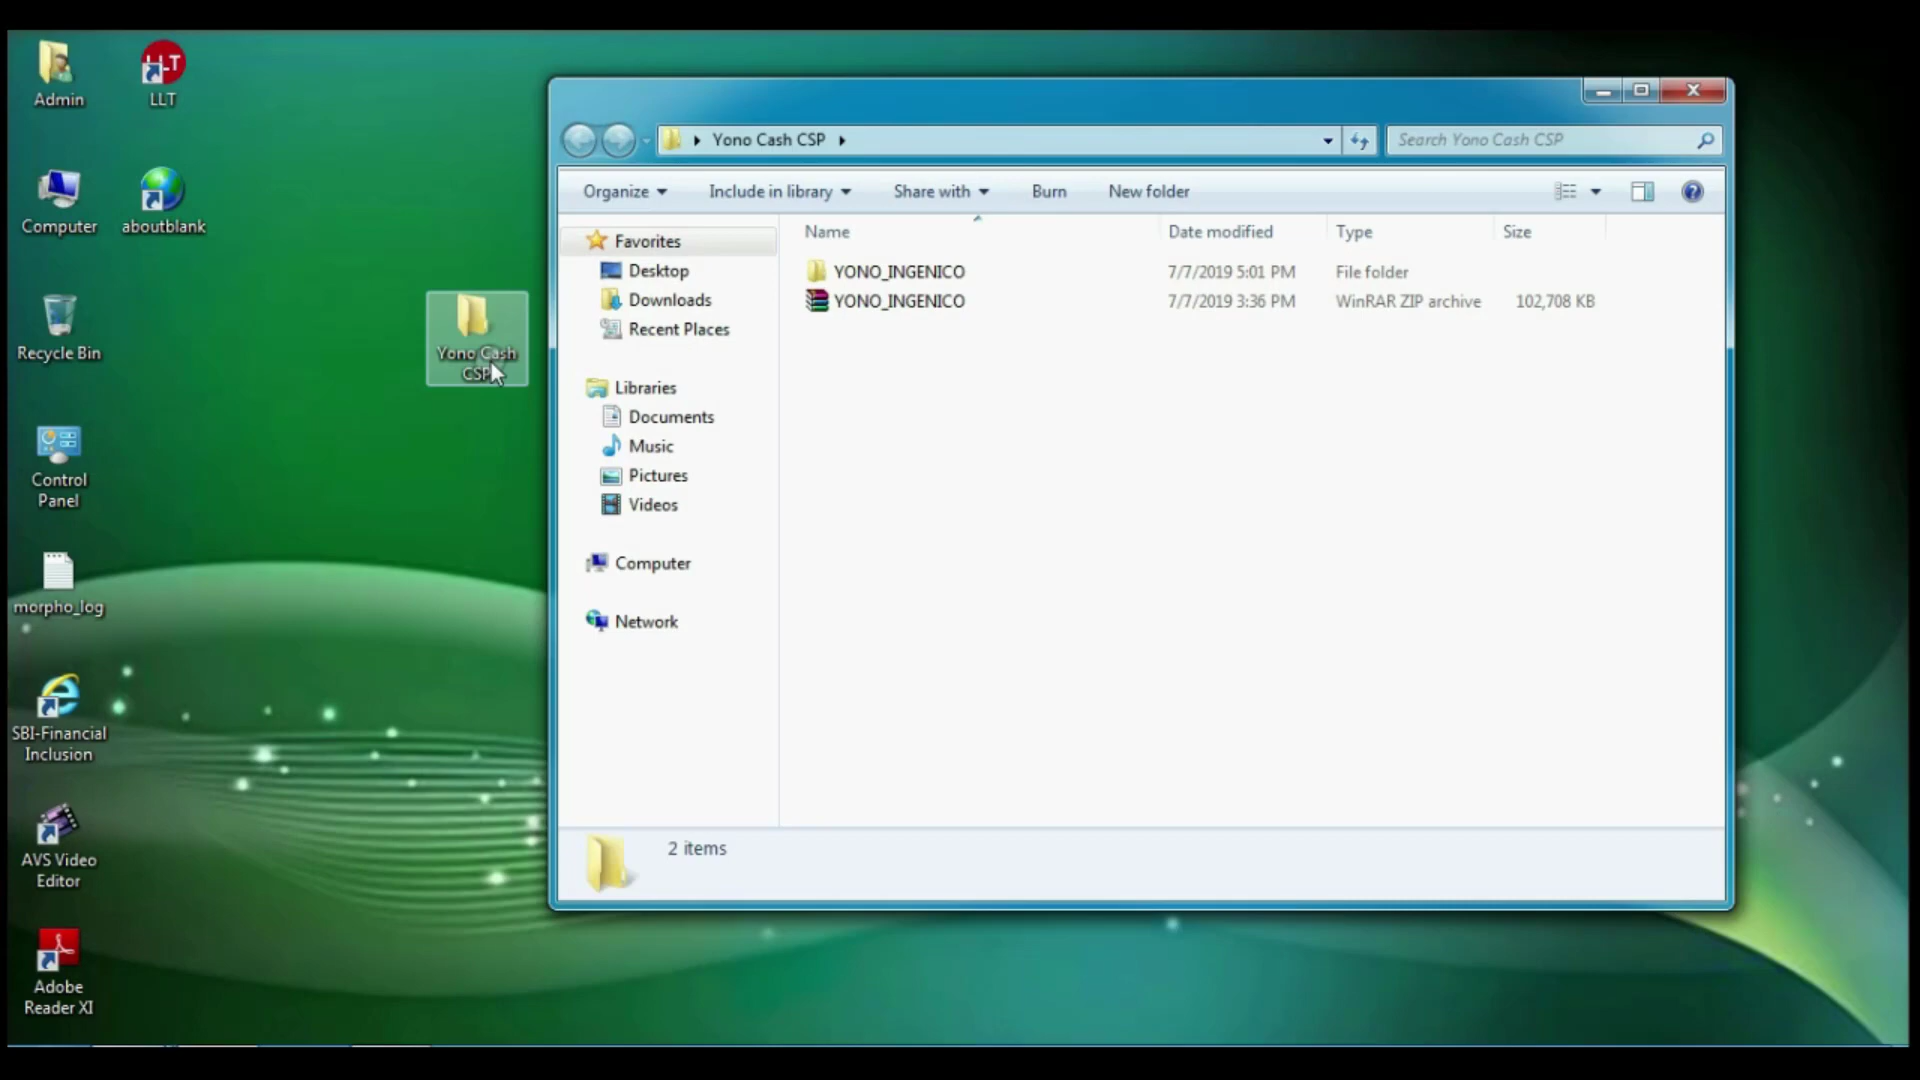 Admin
LLT
Computer
aboutblank
Recycle Bin
Control
Panel
morpho_log
SBI-Financial
Inclusion
AVS Video
Editor
Adobe
Reader XI
Yono Cash
CSP
Yono Cash CSP
Search Yono Cash CSP
Organize
Include in library
Share with
Burn
New folder
Favorites
Desktop
Downloads
Recent Places
Libraries
Documents
Music
Pictures
Videos
Computer
Network
Name Date modified Type Size
YONO_INGENICO 7/7/2019 5:01 PM File folder
YONO_INGENICO 7/7/2019 3:36 PM WinRAR ZIP archive 102,708 KB
2 items